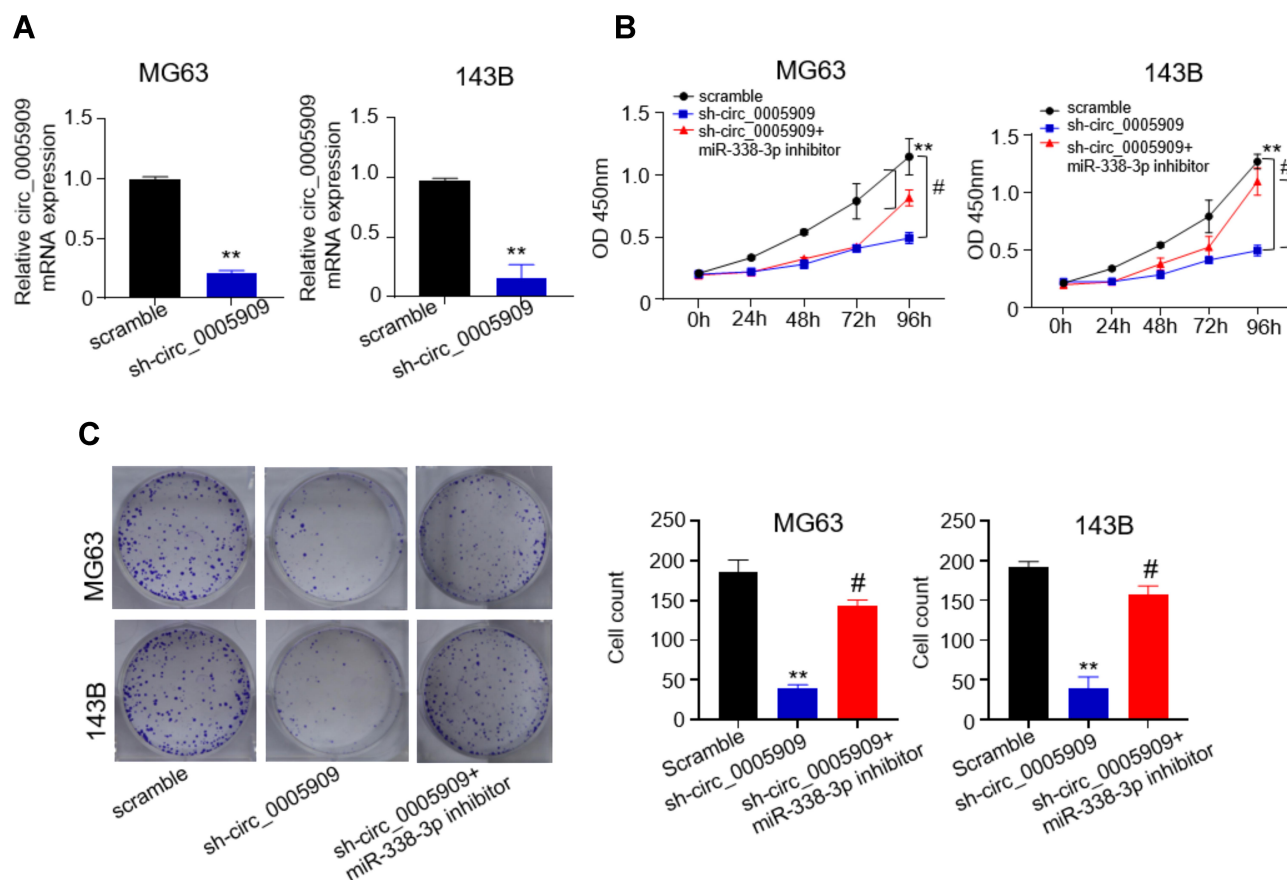 A
MG63
Relative circ_0005909
mRNA expression
1.5
1.0
0.5
0
**
scramble
sh-circ_0005909
143B
Relative circ_0005909
mRNA expression
1.5
1.0
0.5
0
**
scramble
sh-circ_0005909
B
MG63
scramble
sh-circ_0005909
sh-circ_0005909+
miR-338-3p inhibitor
OD 450nm
1.5
1.0
0.5
0
**
#
0h 24h 48h 72h 96h
143B
scramble
sh-circ_0005909
sh-circ_0005909+
miR-338-3p inhibitor
OD 450nm
1.5
1.0
0.5
0
**
#
0h 24h 48h 72h 96h
C
MG63
143B
scramble
sh-circ_0005909
sh-circ_0005909+
miR-338-3p inhibitor
MG63
Cell count
250
200
150
100
50
0
**
#
Scramble
sh-circ_0005909
sh-circ_0005909+
miR-338-3p inhibitor
143B
Cell count
250
200
150
100
50
0
**
#
Scramble
sh-circ_0005909
sh-circ_0005909+
miR-338-3p inhibitor